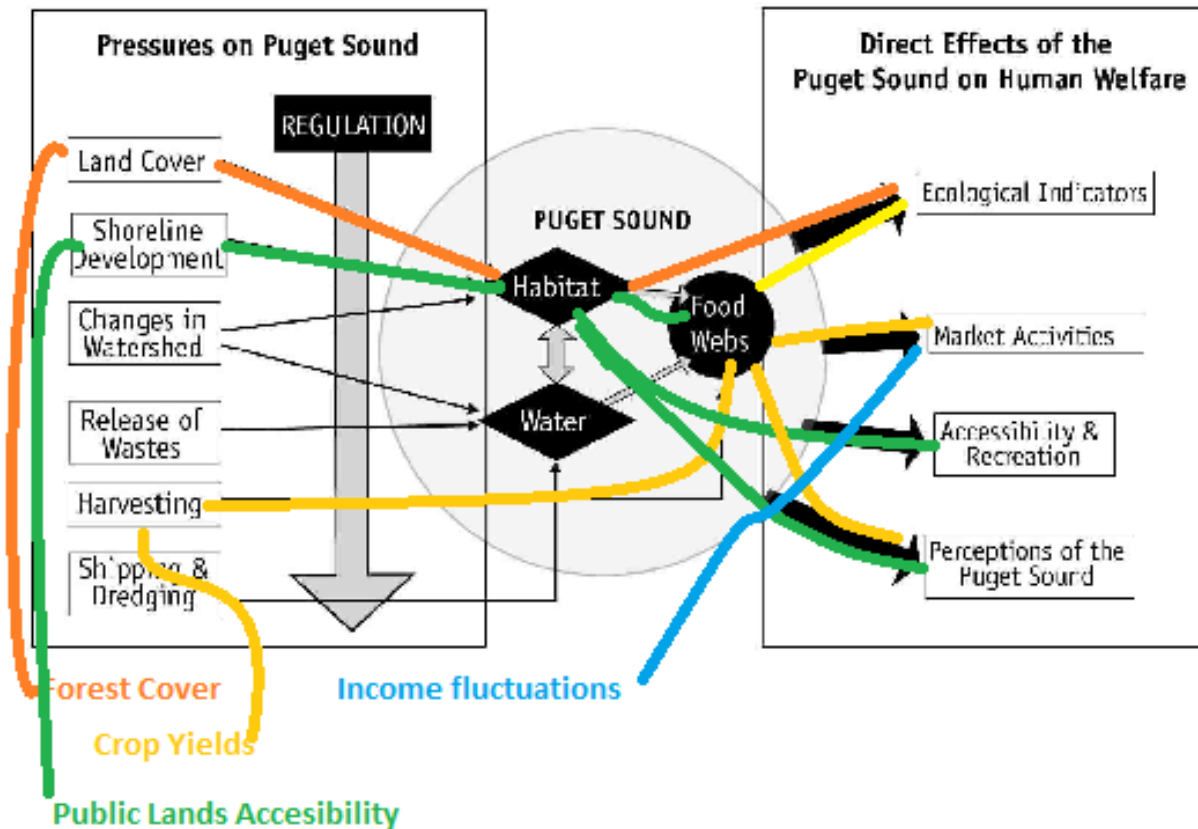 Pressures on Puget Sound
REGULATION
Land Cover
Shoreline
Development
Changes in
Watershed
Release of
Wastes
Harvesting
Shipping &
Dredging
PUGET SOUND
Habitat
Food
Webs
Water
Direct Effects of the
Puget Sound on Human Welfare
Ecological Indicators
Market Activities
Accessibility &
Recreation
Perceptions of the
Puget Sound
Forest Cover
Income fluctuations
Crop Yields
Public Lands Accesibility